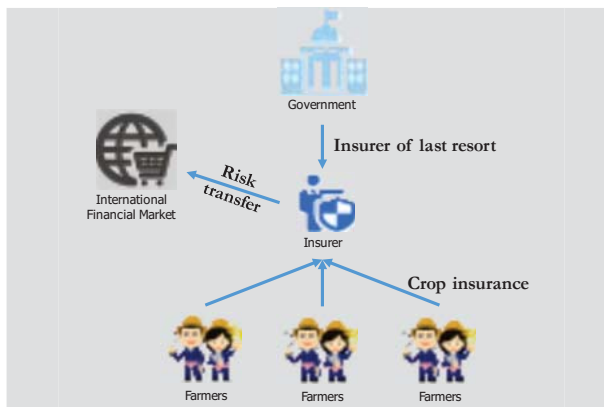 Government
Insurer of last resort
Risk
transfer
International
Financial Market
Insurer
Crop insurance
Farmers
Farmers
Farmers